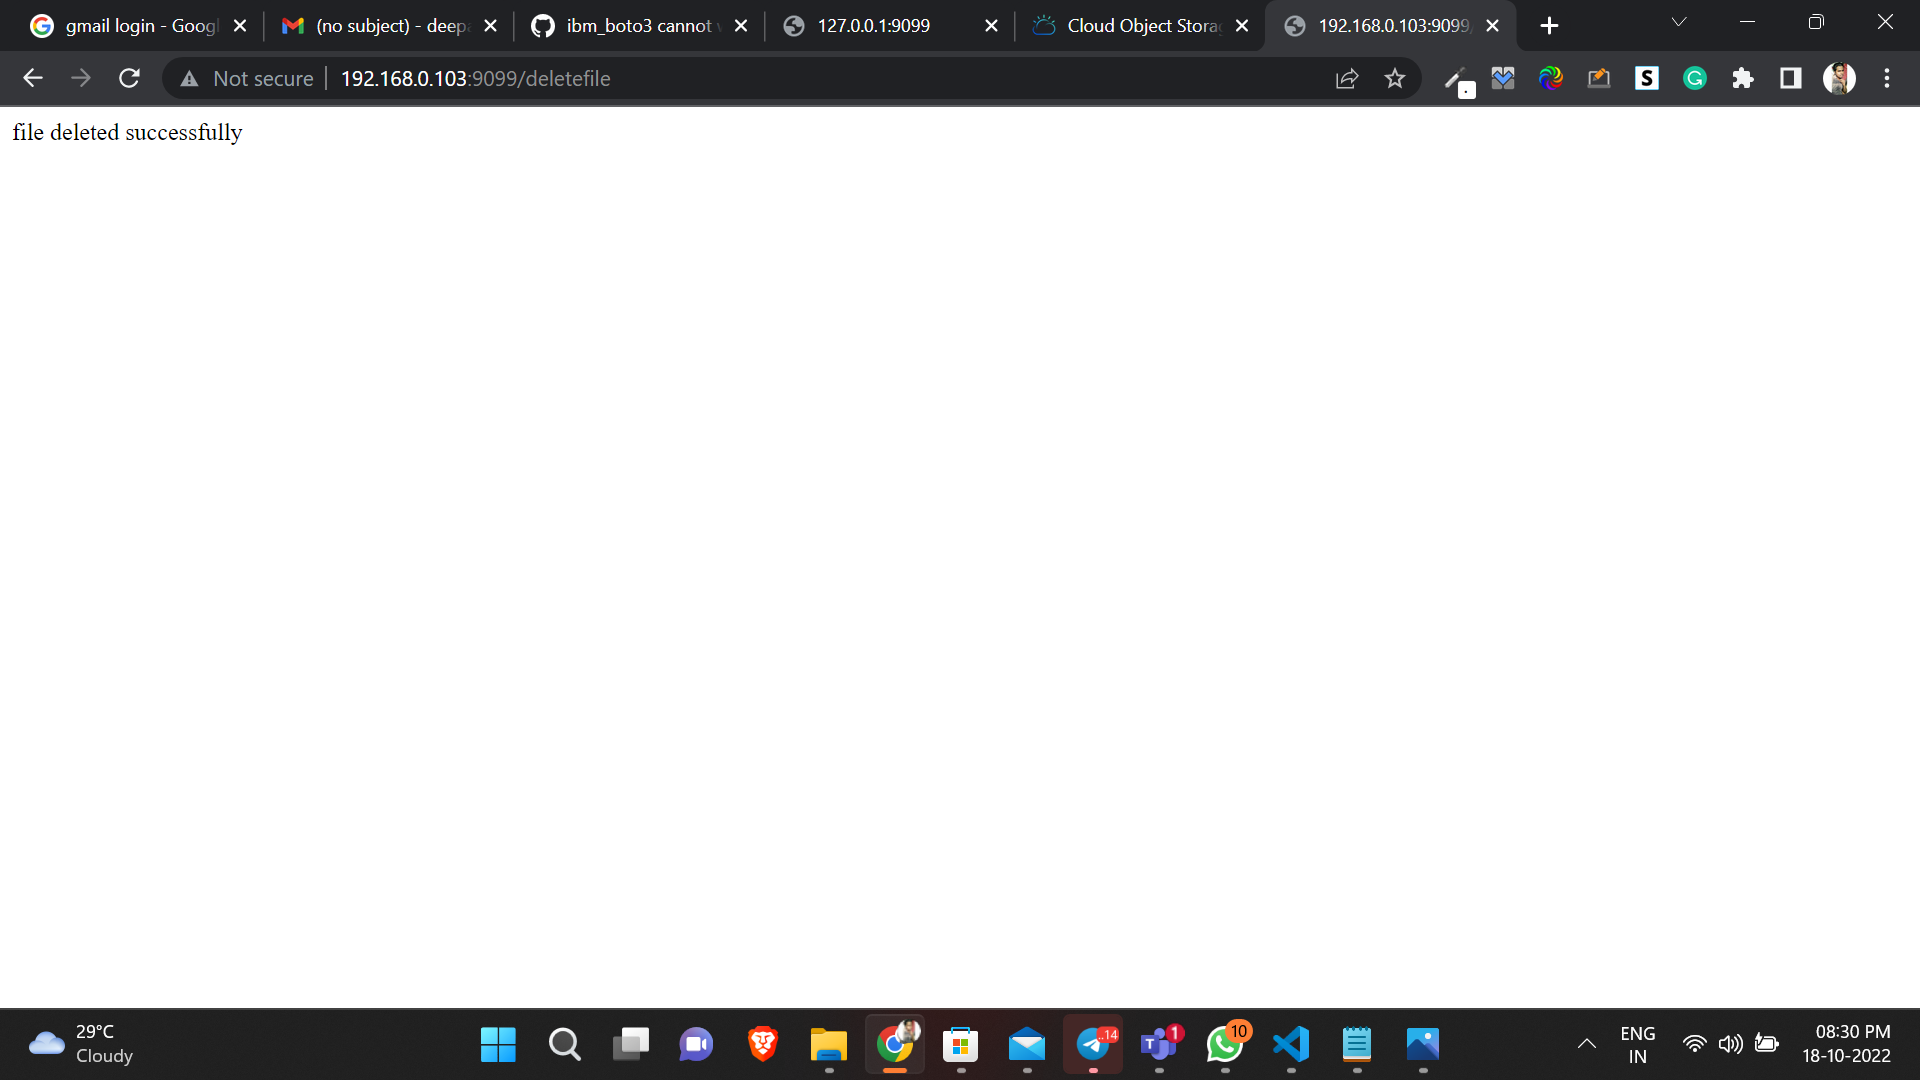 gmail login - Googl
(no subject) - deepa
ibm_boto3 cannot
127.0.0.1:9099
Cloud Object Storag
192.168.0.103:9099/
Not secure
192.168.0.103:9099/deletefile
S
file deleted successfully
29°C
Cloudy
..14
1
10
ENG
IN
08:30 PM
18-10-2022